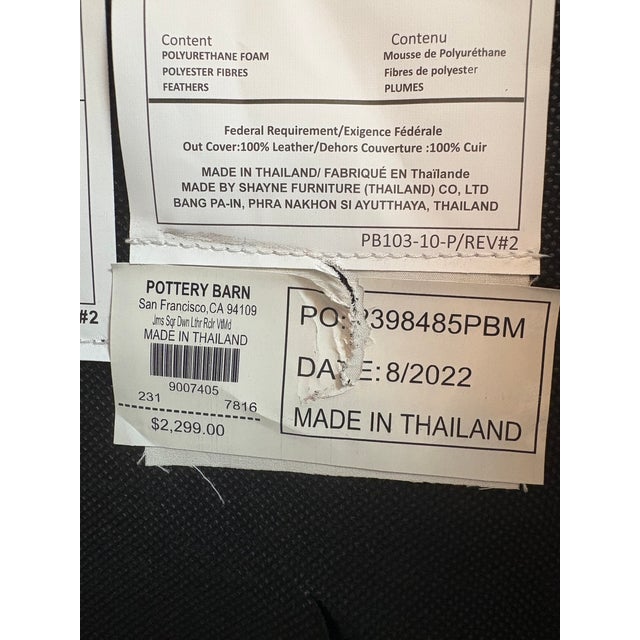 Content
POLYURETHANE FOAM
POLYESTER FIBRES
FEATHERS
Contenu
Mousse de Polyuréthane
Fibres de polyester
PLUMES
Federal Requirement/Exigence Fédérale
Out Cover:100% Leather/Dehors Couverture :100% Cuir
MADE IN THAILAND/ FABRIQUÉ EN Thaïlande
MADE BY SHAYNE FURNITURE (THAILAND) CO, LTD
BANG PA-IN, PHRA NAKHON SI AYUTTHAYA, THAILAND
PB103-10-P/REV#2
#2
POTTERY BARN
San Francisco,CA 94109
Jms Sqr Dwn Lthr Rclr VtMd
MADE IN THAILAND
9007405
231 7816
$2,299.00
PO: 2398485PBM
DATE: 8/2022
MADE IN THAILAND